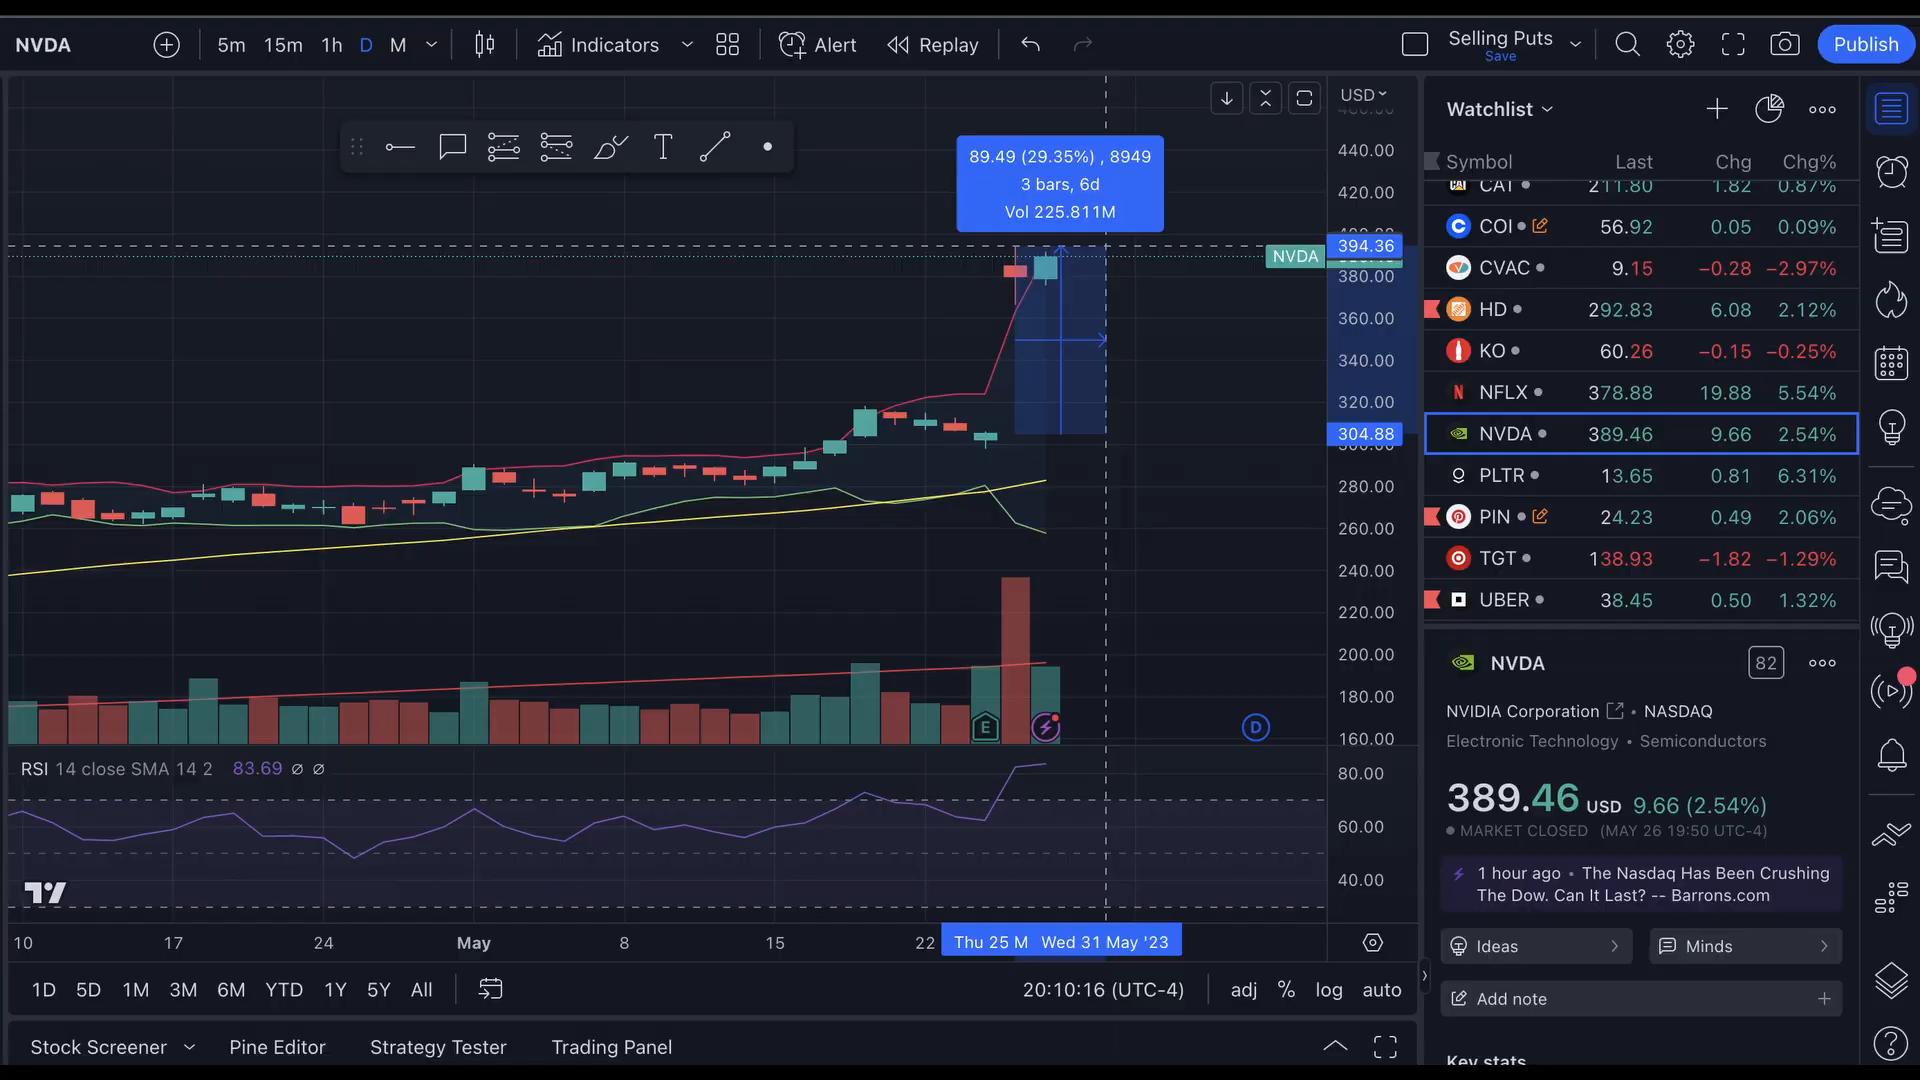 NVDA
5m 15m 1h D M
Indicators
Alert
Replay
Selling Puts
Save
Publish
89.49 (29.35%) , 8949
3 bars, 6d
Vol 225.811M
USD
440.00
420.00
NVDA 394.36
380.00
360.00
340.00
320.00
304.88
280.00
260.00
240.00
220.00
200.00
180.00
160.00
E
D
RSI 14 close SMA 14 2 83.69 ∅ ∅
80.00
60.00
40.00
10 17 24 May 8 15 22 Thu 25 M Wed 31 May '23
1D 5D 1M 3M 6M YTD 1Y 5Y All
20:10:16 (UTC-4) adj % log auto
Stock Screener Pine Editor Strategy Tester Trading Panel
Watchlist
Symbol Last Chg Chg%
CAT 211.80 1.82 0.87%
COI 56.92 0.05 0.09%
CVAC 9.15 −0.28 −2.97%
HD 292.83 6.08 2.12%
KO 60.26 −0.15 −0.25%
NFLX 378.88 19.88 5.54%
NVDA 389.46 9.66 2.54%
PLTR 13.65 0.81 6.31%
PIN 24.23 0.49 2.06%
TGT 138.93 −1.82 −1.29%
UBER 38.45 0.50 1.32%
NVDA 82
NVIDIA Corporation • NASDAQ
Electronic Technology • Semiconductors
389.46 USD 9.66 (2.54%)
MARKET CLOSED (MAY 26 19:50 UTC-4)
1 hour ago • The Nasdaq Has Been Crushing
The Dow. Can It Last? -- Barrons.com
Ideas
Minds
Add note
Key stats